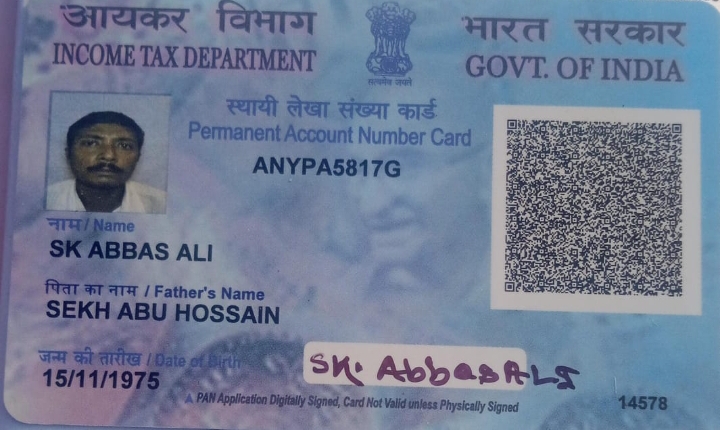 आयकर विभाग
INCOME TAX DEPARTMENT
भारत सरकार
GOVT. OF INDIA
सत्यमेव जयते
स्थायी लेखा संख्या कार्ड
Permanent Account Number Card
ANYPA5817G
नाम / Name
SK ABBAS ALI
पिता का नाम / Father's Name
SEKH ABU HOSSAIN
जन्म की तारीख / Date of Birth
15/11/1975
SK. Abbas ALI
PAN Application Digitally Signed, Card Not Valid unless Physically Signed
14578